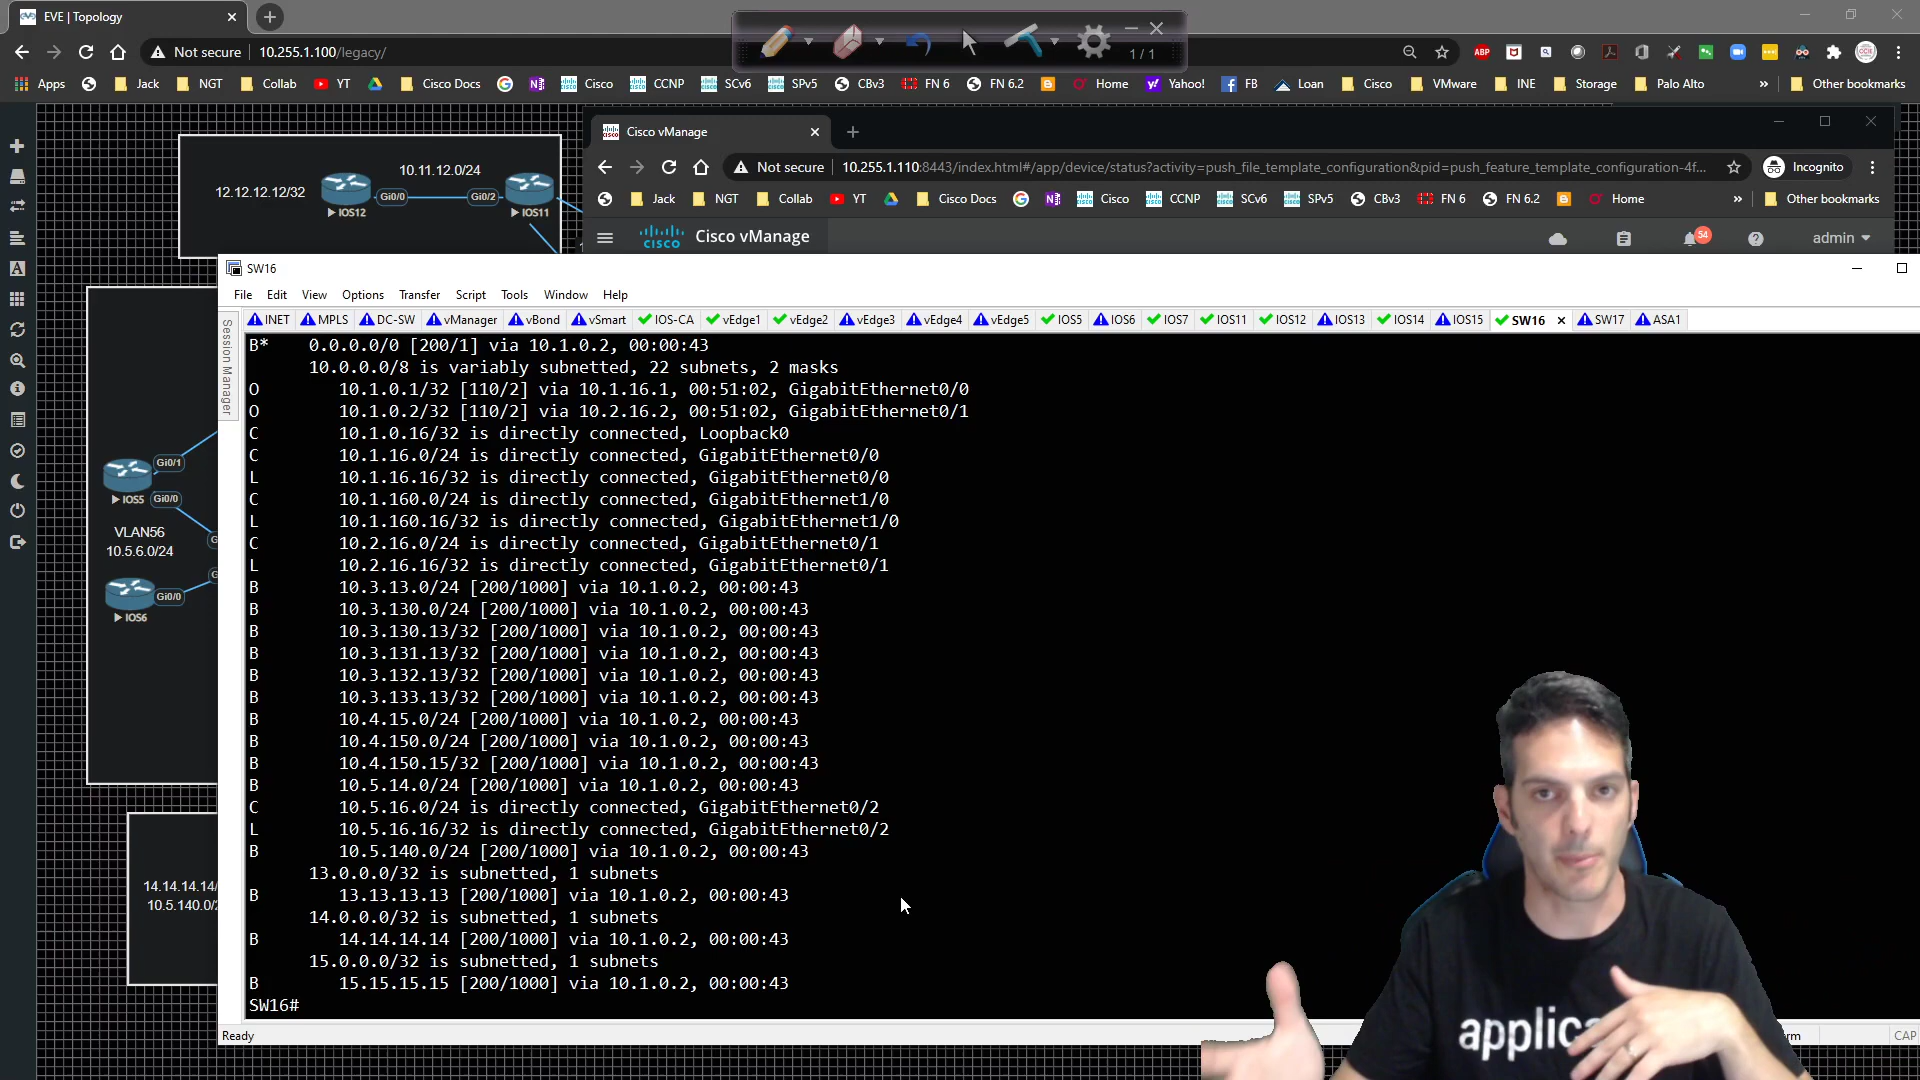 EVE | Topology
1 / 1
Not secure 10.255.1.100/legacy/
ABP
Apps Jack NGT Collab YT Cisco Docs Cisco CCNP SCv6 SPv5 CBv3 FN 6 FN 6.2 Home Yahoo! FB Loan Cisco VMware INE Storage Palo Alto » Other bookmarks
Cisco vManage
Not secure 10.255.1.110:8443/index.html#/app/device/status?activity=push_file_template_configuration&pid=push_feature_template_configuration-4f... Incognito
Jack NGT Collab YT Cisco Docs Cisco CCNP SCv6 SPv5 CBv3 FN 6 FN 6.2 Home » Other bookmarks
cisco Cisco vManage 54 admin
10.11.12.0/24
12.12.12.12/32
Gi0/0 Gi0/2
IOS12 IOS11
SW16
File Edit View Options Transfer Script Tools Window Help
INET MPLS DC-SW vManager vBond vSmart IOS-CA vEdge1 vEdge2 vEdge3 vEdge4 vEdge5 IOS5 IOS6 IOS7 IOS11 IOS12 IOS13 IOS14 IOS15 SW16 SW17 ASA1
Session Manager
B* 0.0.0.0/0 [200/1] via 10.1.0.2, 00:00:43
10.0.0.0/8 is variably subnetted, 22 subnets, 2 masks
O 10.1.0.1/32 [110/2] via 10.1.16.1, 00:51:02, GigabitEthernet0/0
O 10.1.0.2/32 [110/2] via 10.2.16.2, 00:51:02, GigabitEthernet0/1
C 10.1.0.16/32 is directly connected, Loopback0
C 10.1.16.0/24 is directly connected, GigabitEthernet0/0
L 10.1.16.16/32 is directly connected, GigabitEthernet0/0
C 10.1.160.0/24 is directly connected, GigabitEthernet1/0
L 10.1.160.16/32 is directly connected, GigabitEthernet1/0
C 10.2.16.0/24 is directly connected, GigabitEthernet0/1
L 10.2.16.16/32 is directly connected, GigabitEthernet0/1
B 10.3.13.0/24 [200/1000] via 10.1.0.2, 00:00:43
B 10.3.130.0/24 [200/1000] via 10.1.0.2, 00:00:43
B 10.3.130.13/32 [200/1000] via 10.1.0.2, 00:00:43
B 10.3.131.13/32 [200/1000] via 10.1.0.2, 00:00:43
B 10.3.132.13/32 [200/1000] via 10.1.0.2, 00:00:43
B 10.3.133.13/32 [200/1000] via 10.1.0.2, 00:00:43
B 10.4.15.0/24 [200/1000] via 10.1.0.2, 00:00:43
B 10.4.150.0/24 [200/1000] via 10.1.0.2, 00:00:43
B 10.4.150.15/32 [200/1000] via 10.1.0.2, 00:00:43
B 10.5.14.0/24 [200/1000] via 10.1.0.2, 00:00:43
C 10.5.16.0/24 is directly connected, GigabitEthernet0/2
L 10.5.16.16/32 is directly connected, GigabitEthernet0/2
B 10.5.140.0/24 [200/1000] via 10.1.0.2, 00:00:43
13.0.0.0/32 is subnetted, 1 subnets
B 13.13.13.13 [200/1000] via 10.1.0.2, 00:00:43
14.0.0.0/32 is subnetted, 1 subnets
B 14.14.14.14 [200/1000] via 10.1.0.2, 00:00:43
15.0.0.0/32 is subnetted, 1 subnets
B 15.15.15.15 [200/1000] via 10.1.0.2, 00:00:43
SW16#
Ready CAP
Gi0/1
IOS5 Gi0/0
VLAN56
10.5.6.0/24
Gi0/0
IOS6
14.14.14.14/
10.5.140.0/2
applica